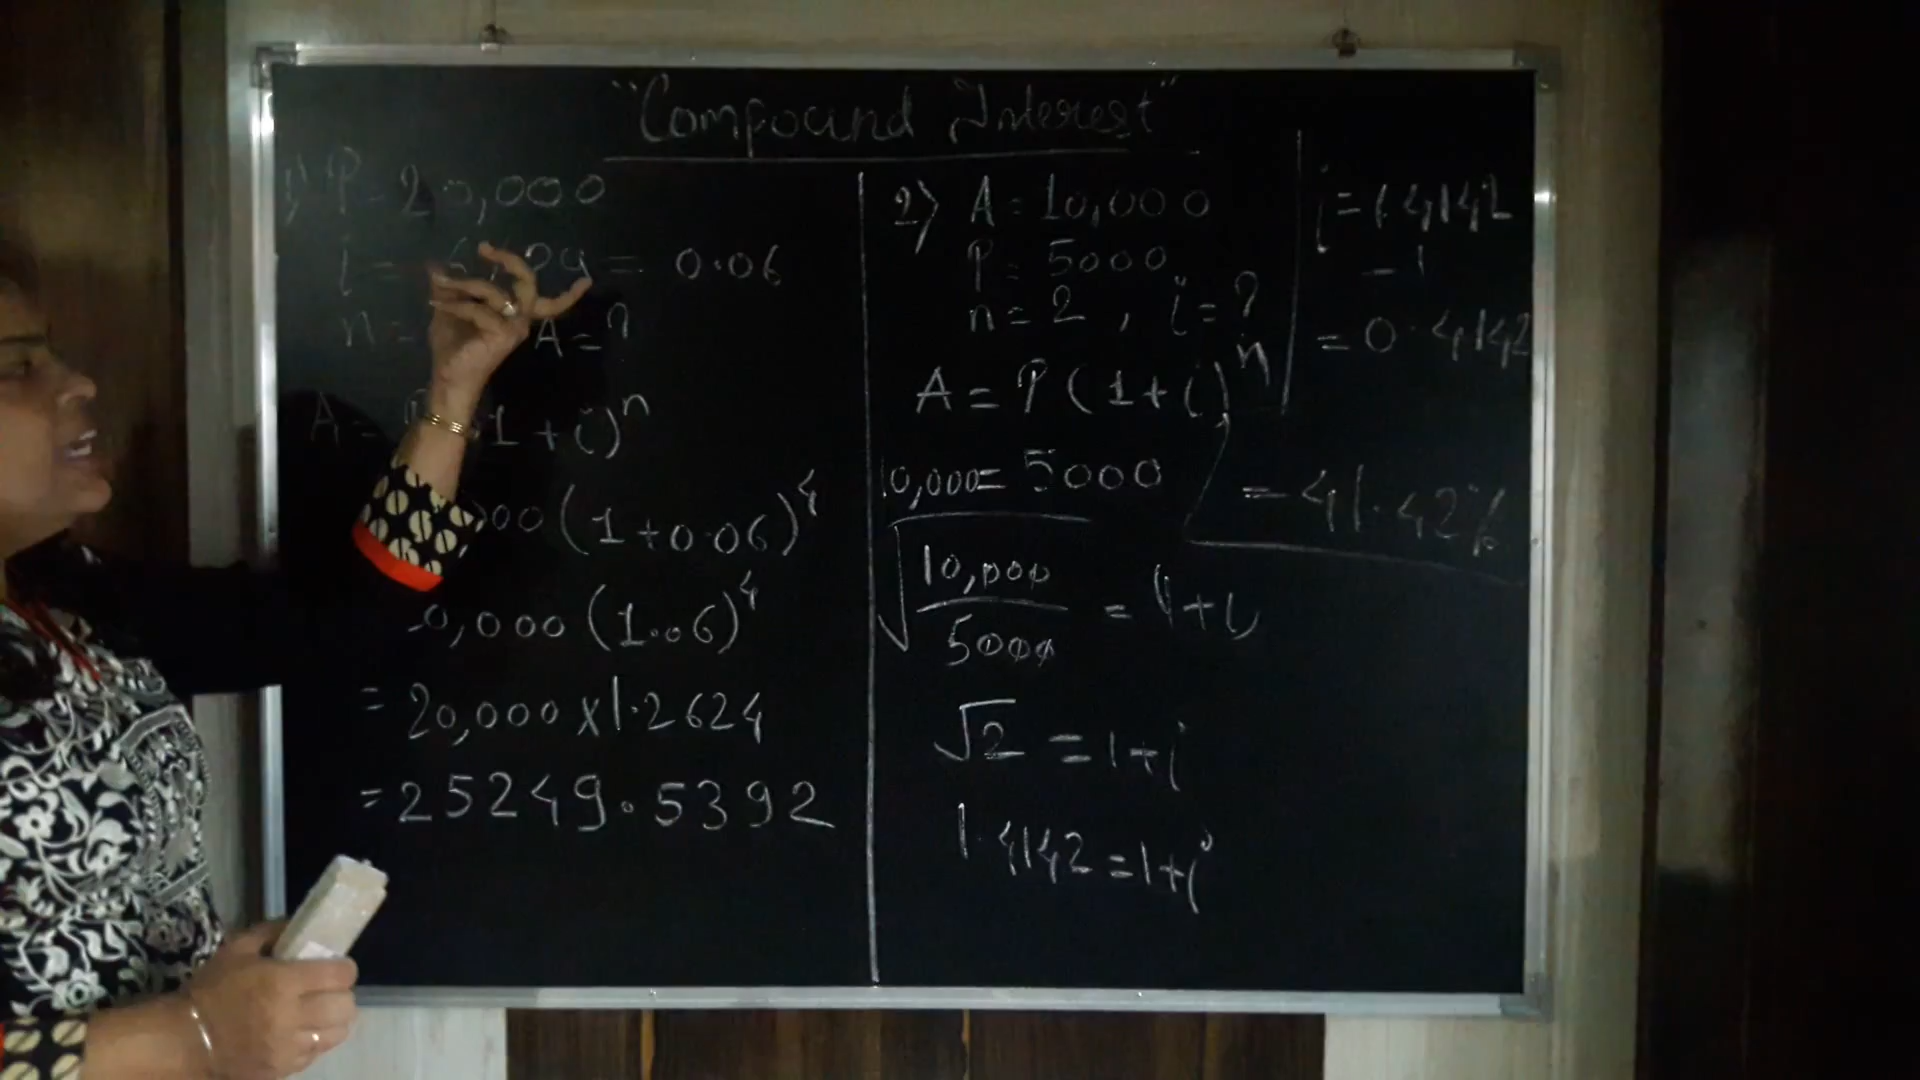 "Compound Interest"
1) P = 20,000
i = = 0.06
n = A = ?
A = 1 + i)ⁿ
00 (1 + 0.06)⁴
0,000 (1.06)⁴
= 20,000 x 1.2624
= 25249.5392
2) A = 10,000
P = 5000
n = 2 , i = ?
A = P (1 + i)ⁿ
10,000 = 5000
√10,000/5000 = 1 + i
√2 = 1 + i
1.4142 = 1 + i
i = 1.4142
- 1
= 0.4142
= 41.42%